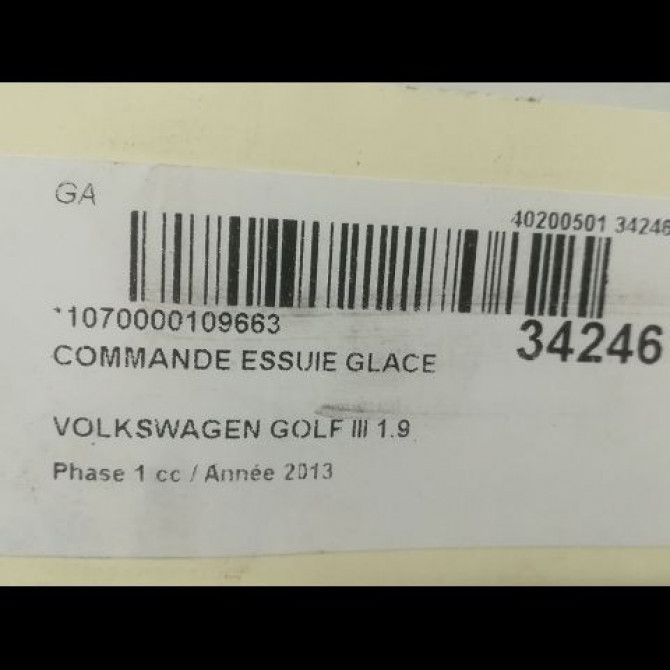 GA
40200501 34246
*1070000109663
34246
COMMANDE ESSUIE GLACE
VOLKSWAGEN GOLF III 1.9
Phase 1 cc / Année 2013